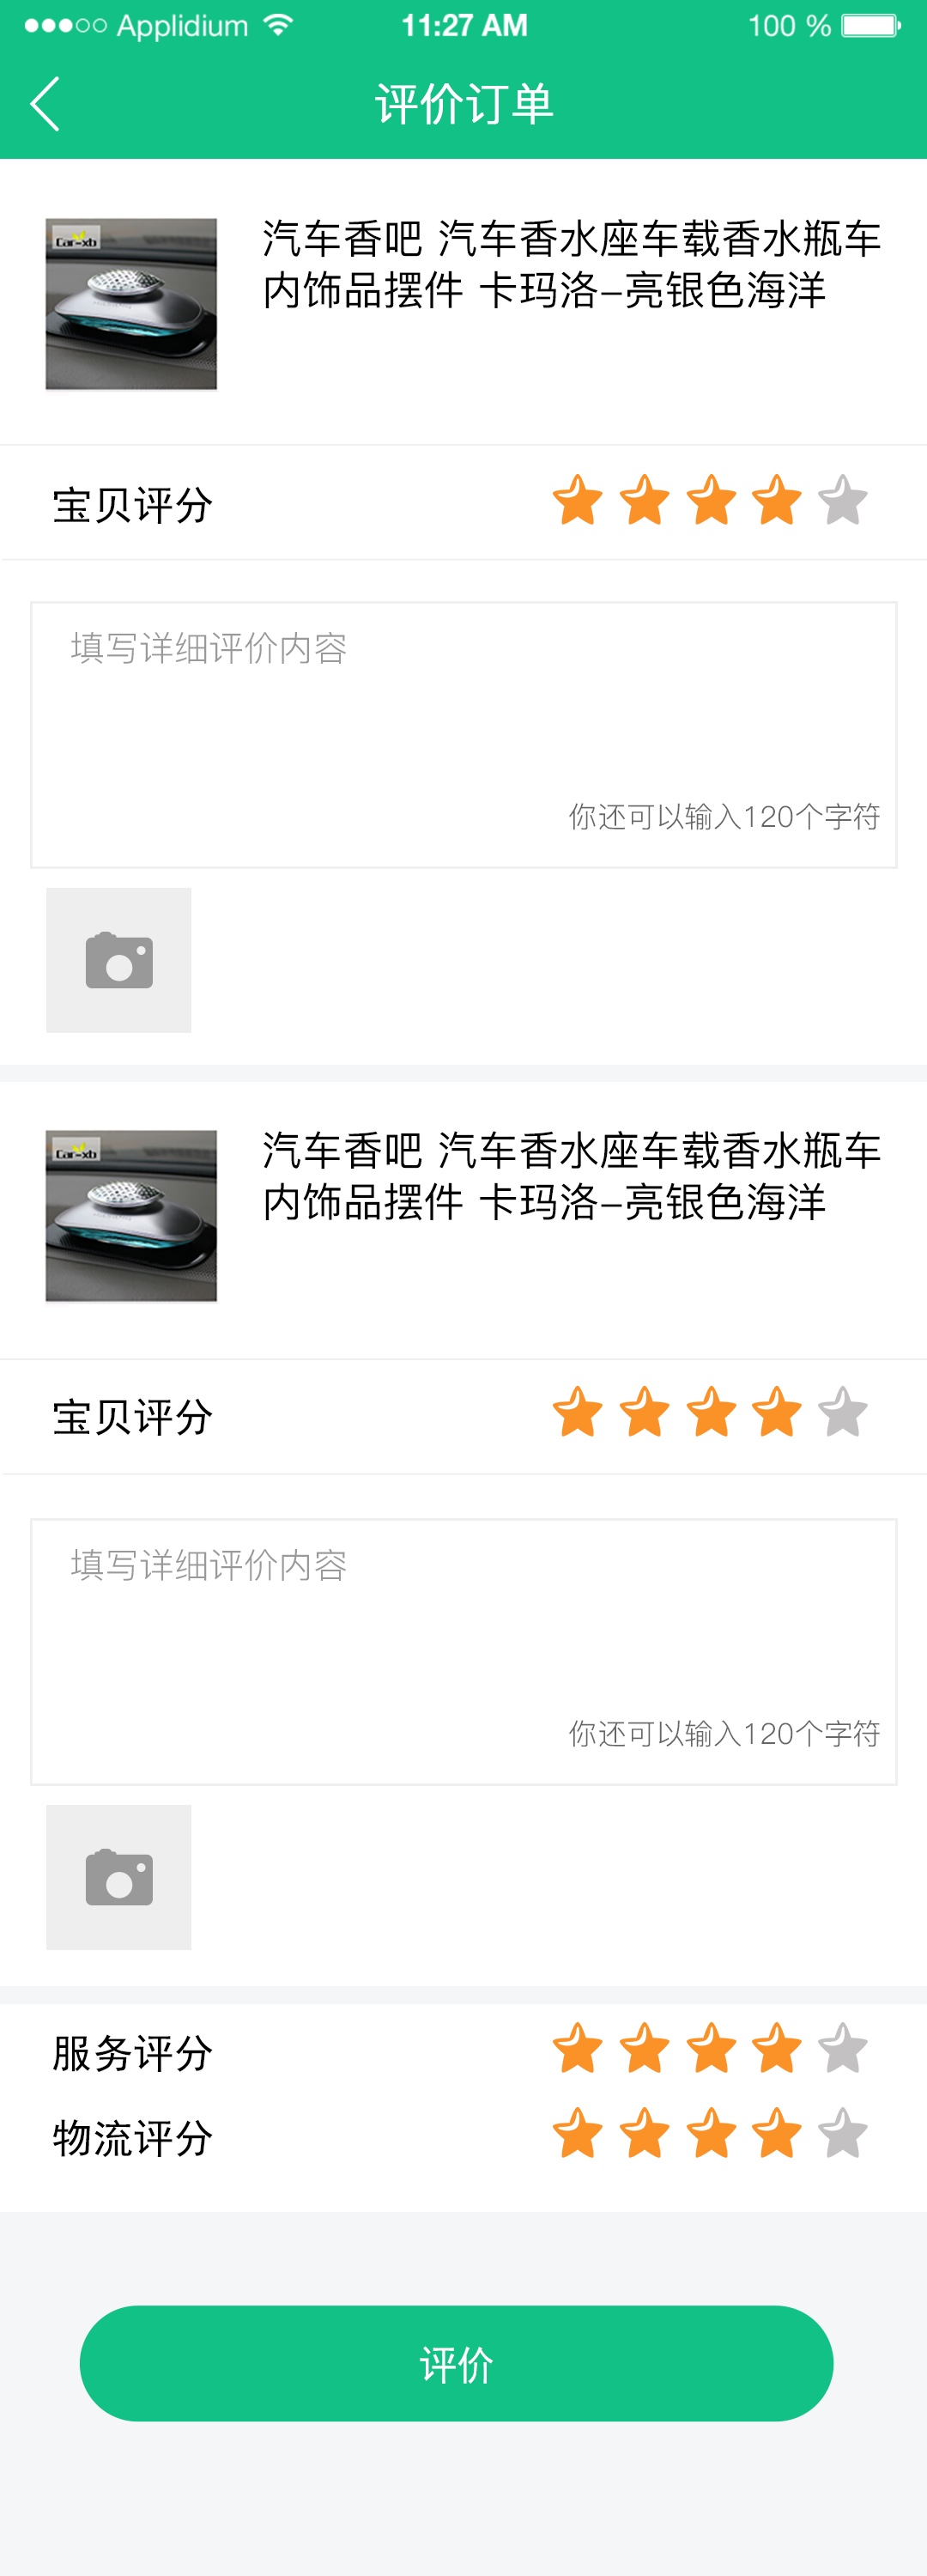 Applidium 11:27 AM 100 %
评价订单
Car-xb
汽车香吧 汽车香水座车载香水瓶车
内饰品摆件 卡玛洛-亮银色海洋
宝贝评分
填写详细评价内容
你还可以输入120个字符
Car-xb
汽车香吧 汽车香水座车载香水瓶车
内饰品摆件 卡玛洛-亮银色海洋
宝贝评分
填写详细评价内容
你还可以输入120个字符
服务评分
物流评分
评价